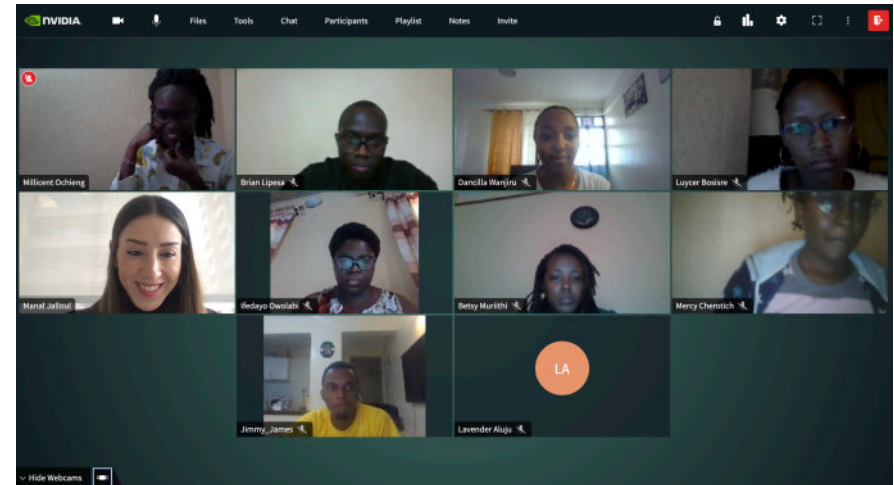 NVIDIA. Files Tools Chat Participants Playlist Notes Invite
Millicent Ochieng
Brian Lipesa
Dancilla Wanjiru
Luycer Bosisre
Manal Jalloul
Ifedayo Owolabi
Betsy Muriithi
Mercy Cherotich
LA
Jimmy_James
Lavender Aluju
Hide Webcams